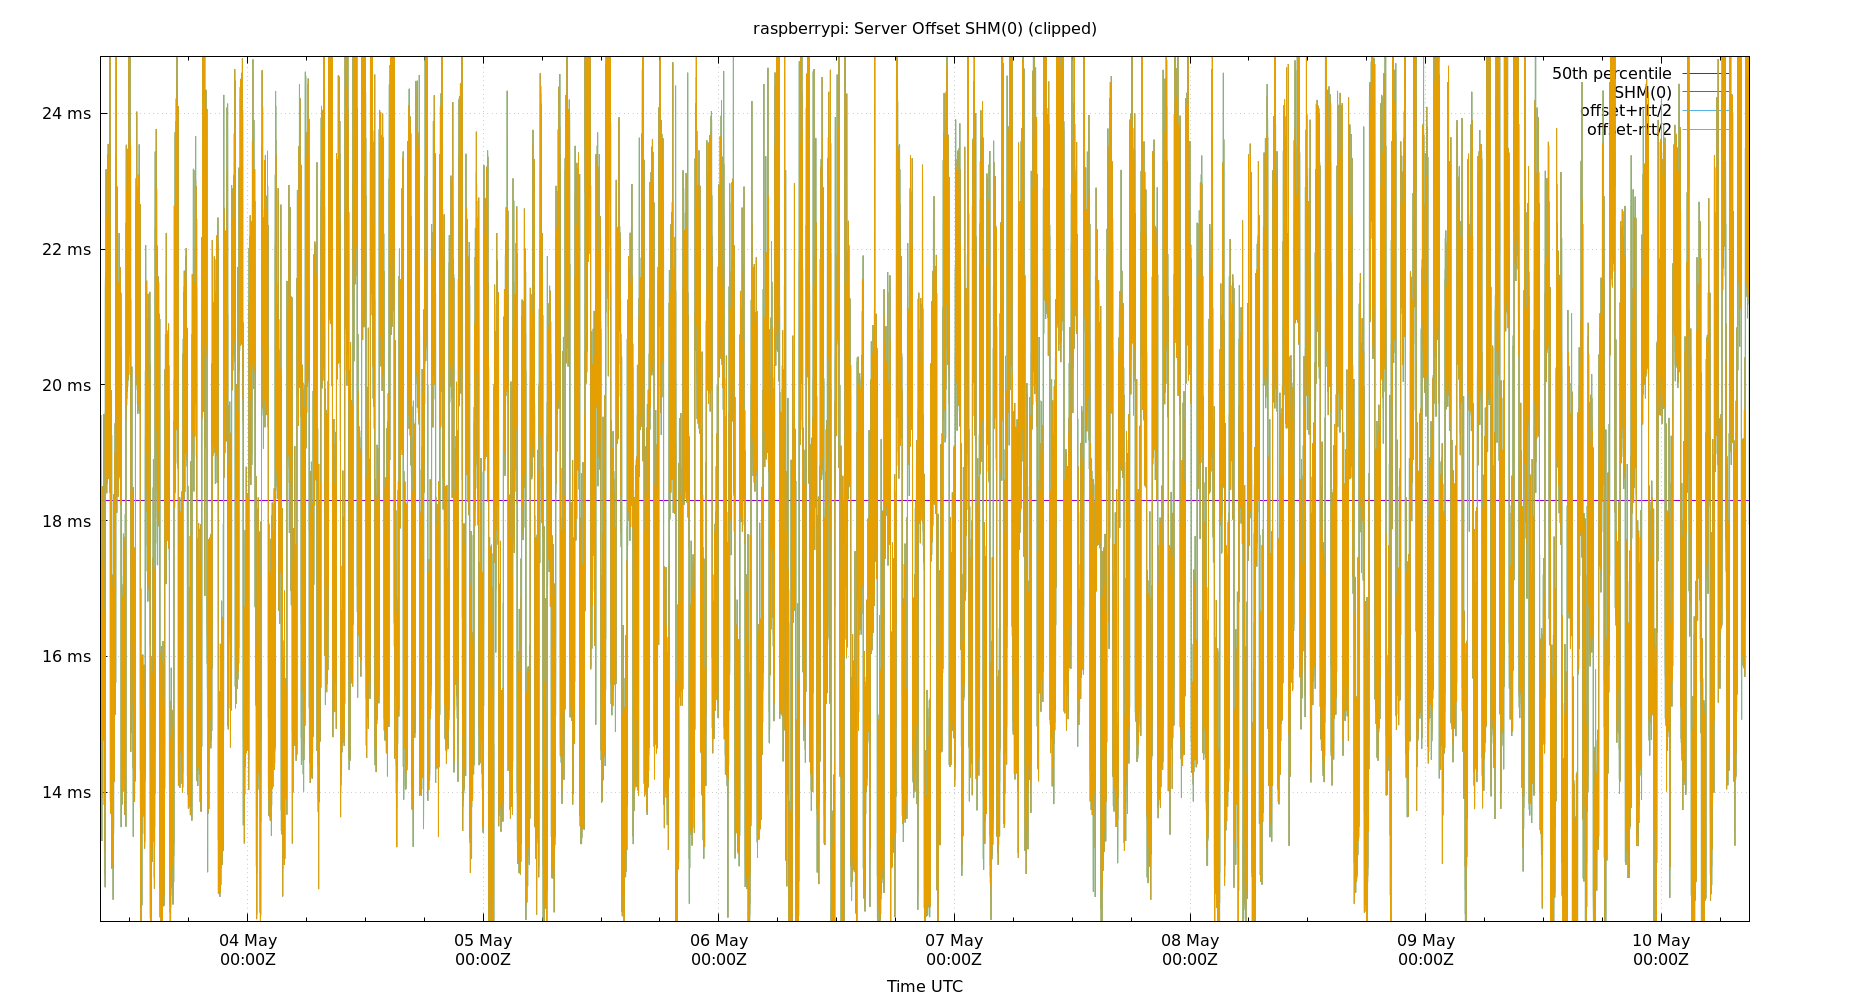 raspberrypi: Server Offset SHM(0) (clipped)
50th percentile
SHM(0)
offset+rtt/2
offset-rtt/2
24 ms
22 ms
20 ms
18 ms
16 ms
14 ms
04 May 05 May 06 May 07 May 08 May 09 May 10 May
00:00Z 00:00Z 00:00Z 00:00Z 00:00Z 00:00Z 00:00Z
Time UTC